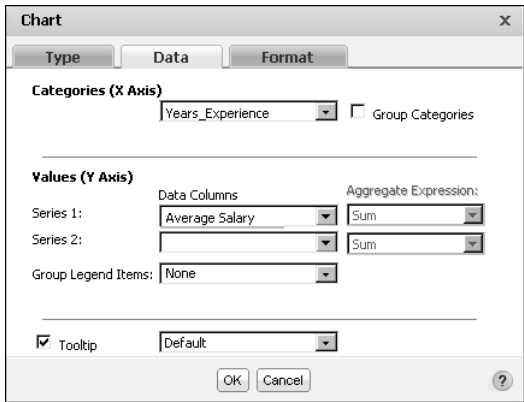 Chart x
Type Data Format
Categories (X Axis)
Years_Experience Group Categories
Values (Y Axis)
Data Columns Aggregate Expression:
Series 1: Average Salary Sum
Series 2: Sum
Group Legend Items: None
Tooltip Default
OK Cancel ?